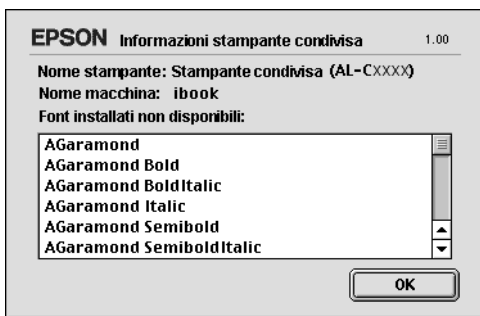 EPSON Informazioni stampante condivisa 1.00
Nome stampante: Stampante condivisa (AL-CXXXX)
Nome macchina: ibook
Font installati non disponibili:
AGaramond
AGaramond Bold
AGaramond BoldItalic
AGaramond Italic
AGaramond Semibold
AGaramond SemiboldItalic
OK